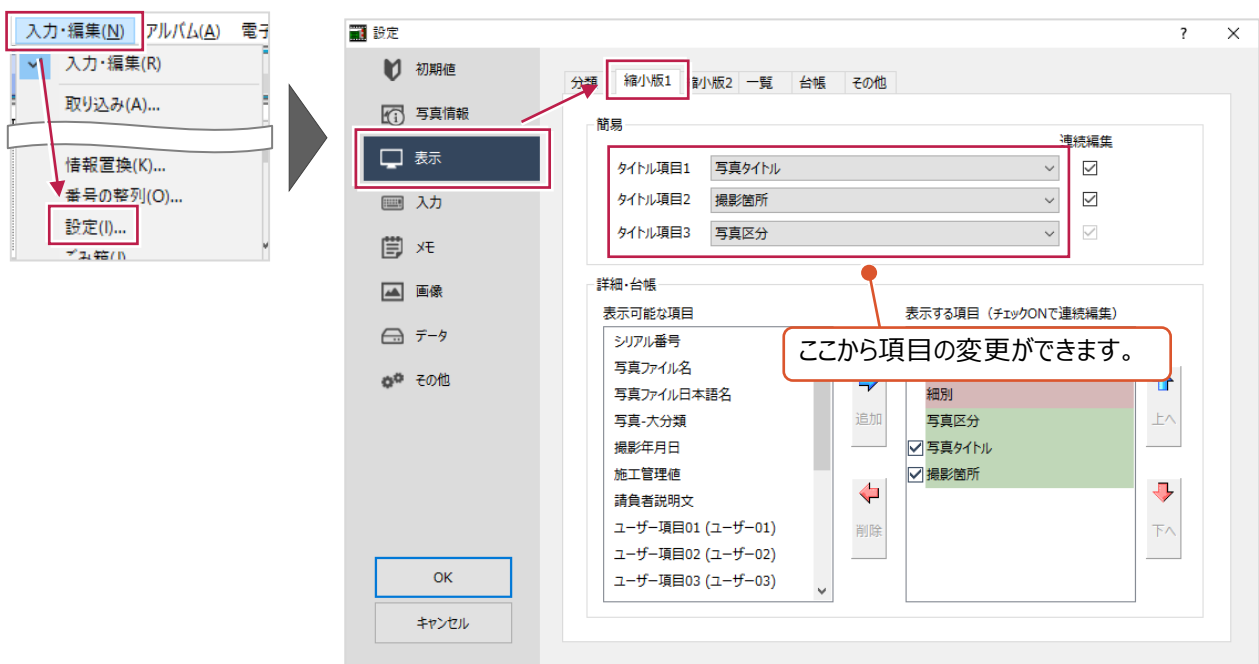 入力・編集(N) アルバム(A) 電子
入力・編集(R)
取り込み(A)...
情報置換(K)...
番号の整列(O)...
設定(I)...
ごみ箱(J)
設定
? ×
初期値
写真情報
表示
入力
メモ
画像
データ
その他
OK
キャンセル
分類 縮小版1 縮小版2 一覧 台帳 その他
簡易
連続編集
タイトル項目1 写真タイトル
タイトル項目2 撮影箇所
タイトル項目3 写真区分
詳細・台帳
表示可能な項目
シリアル番号
写真ファイル名
写真ファイル日本語名
写真-大分類
撮影年月日
施工管理値
請負者説明文
ユーザー項目01 (ユーザー01)
ユーザー項目02 (ユーザー02)
ユーザー項目03 (ユーザー03)
追加
削除
表示する項目 (チェックONで連続編集)
細別
写真区分
写真タイトル
撮影箇所
上へ
下へ
ここから項目の変更ができます。